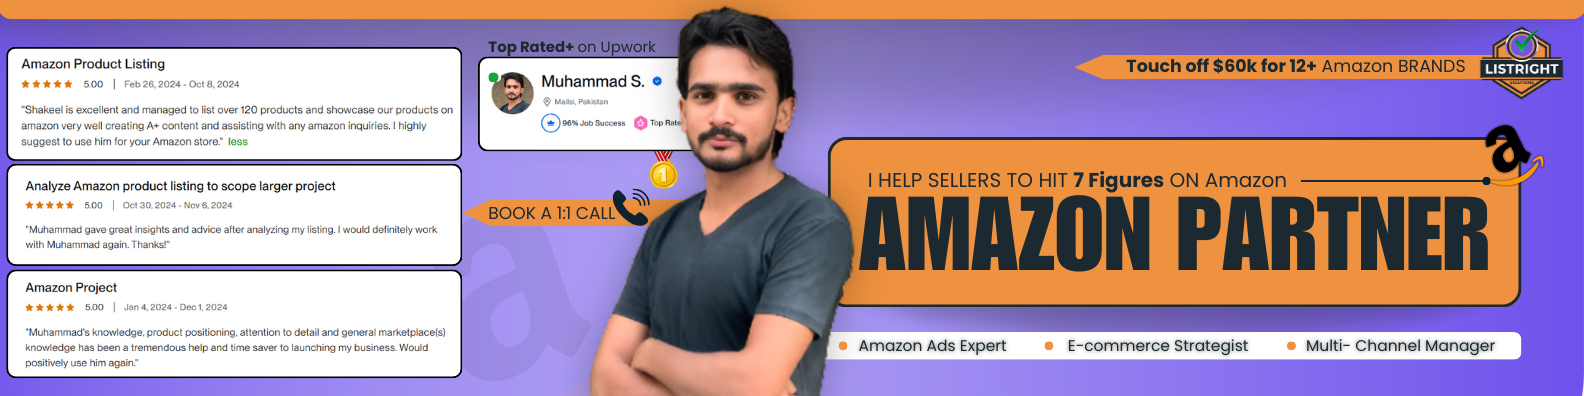 Amazon Product Listing
5.00 | Feb 26, 2024 - Oct 8, 2024
"Shakeel is excellent and managed to list over 120 products and showcase our products on
amazon very well creating A+ content and assisting with any amazon inquiries. I highly
suggest to use him for your Amazon store." less
Analyze Amazon product listing to scope larger project
5.00 | Oct 30, 2024 - Nov 6, 2024
"Muhammad gave great insights and advice after analyzing my listing. I would definitely work
with Muhammad again. Thanks!"
Amazon Project
5.00 | Jan 4, 2024 - Dec 1, 2024
"Muhammad's knowledge, product positioning, attention to detail and general marketplace(s)
knowledge has been a tremendous help and time saver to launching my business. Would
positively use him again."
Top Rated+ on Upwork
Muhammad S.
Mailsi, Pakistan
96% Job Success Top Rate
1
BOOK A 1:1 CALL
Touch off $60k for 12+ Amazon BRANDS
LISTRIGHT
SOLUTIONS
I HELP SELLERS TO HIT 7 Figures ON Amazon
AMAZON PARTNER
Amazon Ads Expert
E-commerce Strategist
Multi- Channel Manager